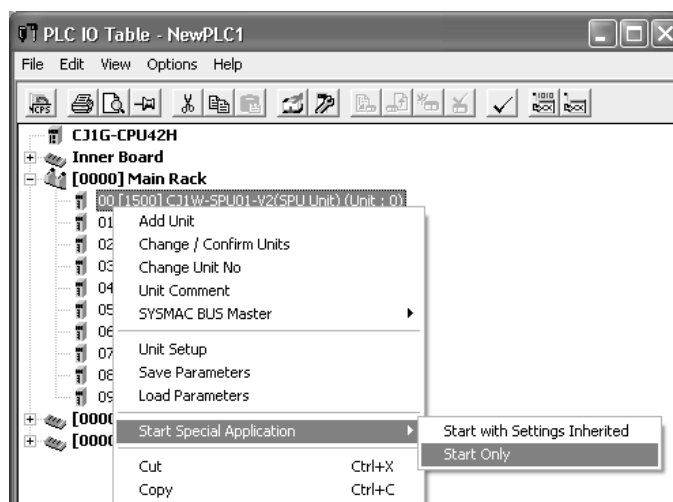 PLC IO Table - NewPLC1
File Edit View Options Help
CJ1G-CPU42H
Inner Board
[0000] Main Rack
00 [1500] CJ1W-SPU01-V2(SPU Unit) (Unit : 0)
01
Add Unit
02
Change / Confirm Units
03
Change Unit No
04
Unit Comment
05
SYSMAC BUS Master
06
07
Unit Setup
08
Save Parameters
09
Load Parameters
[0000
Start Special Application
Start with Settings Inherited
[0000
Start Only
Cut Ctrl+X
Copy Ctrl+C